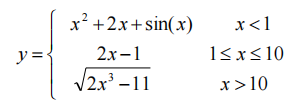 x² + 2x + sin(x) x < 1
y = { 2x − 1 1 ≤ x ≤ 10
√(2x³ − 11) x > 10